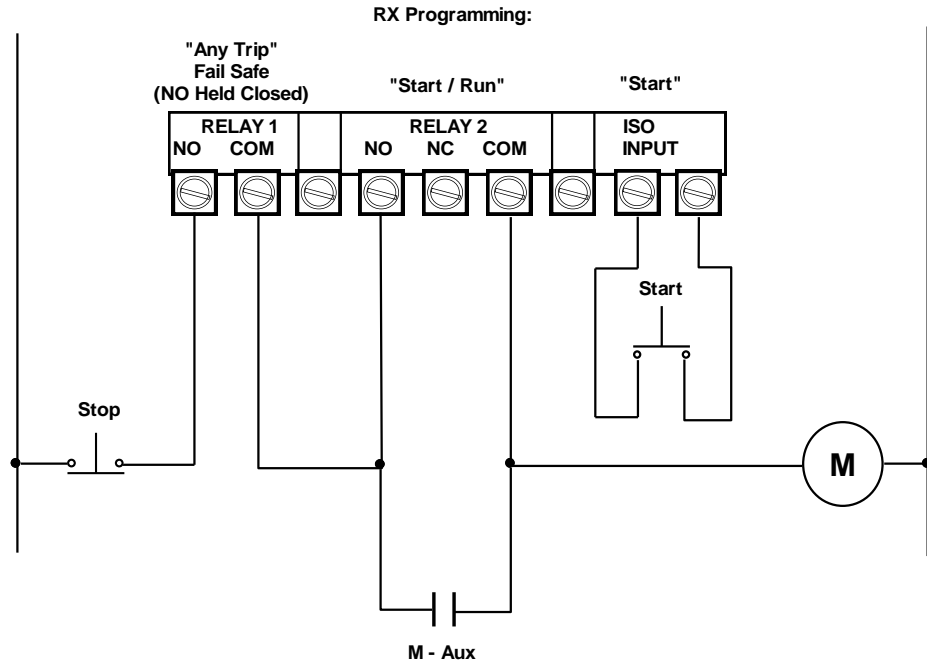 RX Programming:
"Any Trip"
Fail Safe
(NO Held Closed)
"Start / Run"
"Start"
RELAY 1
RELAY 2
ISO
NO COM
NO NC COM
INPUT
Start
Stop
M
M - Aux